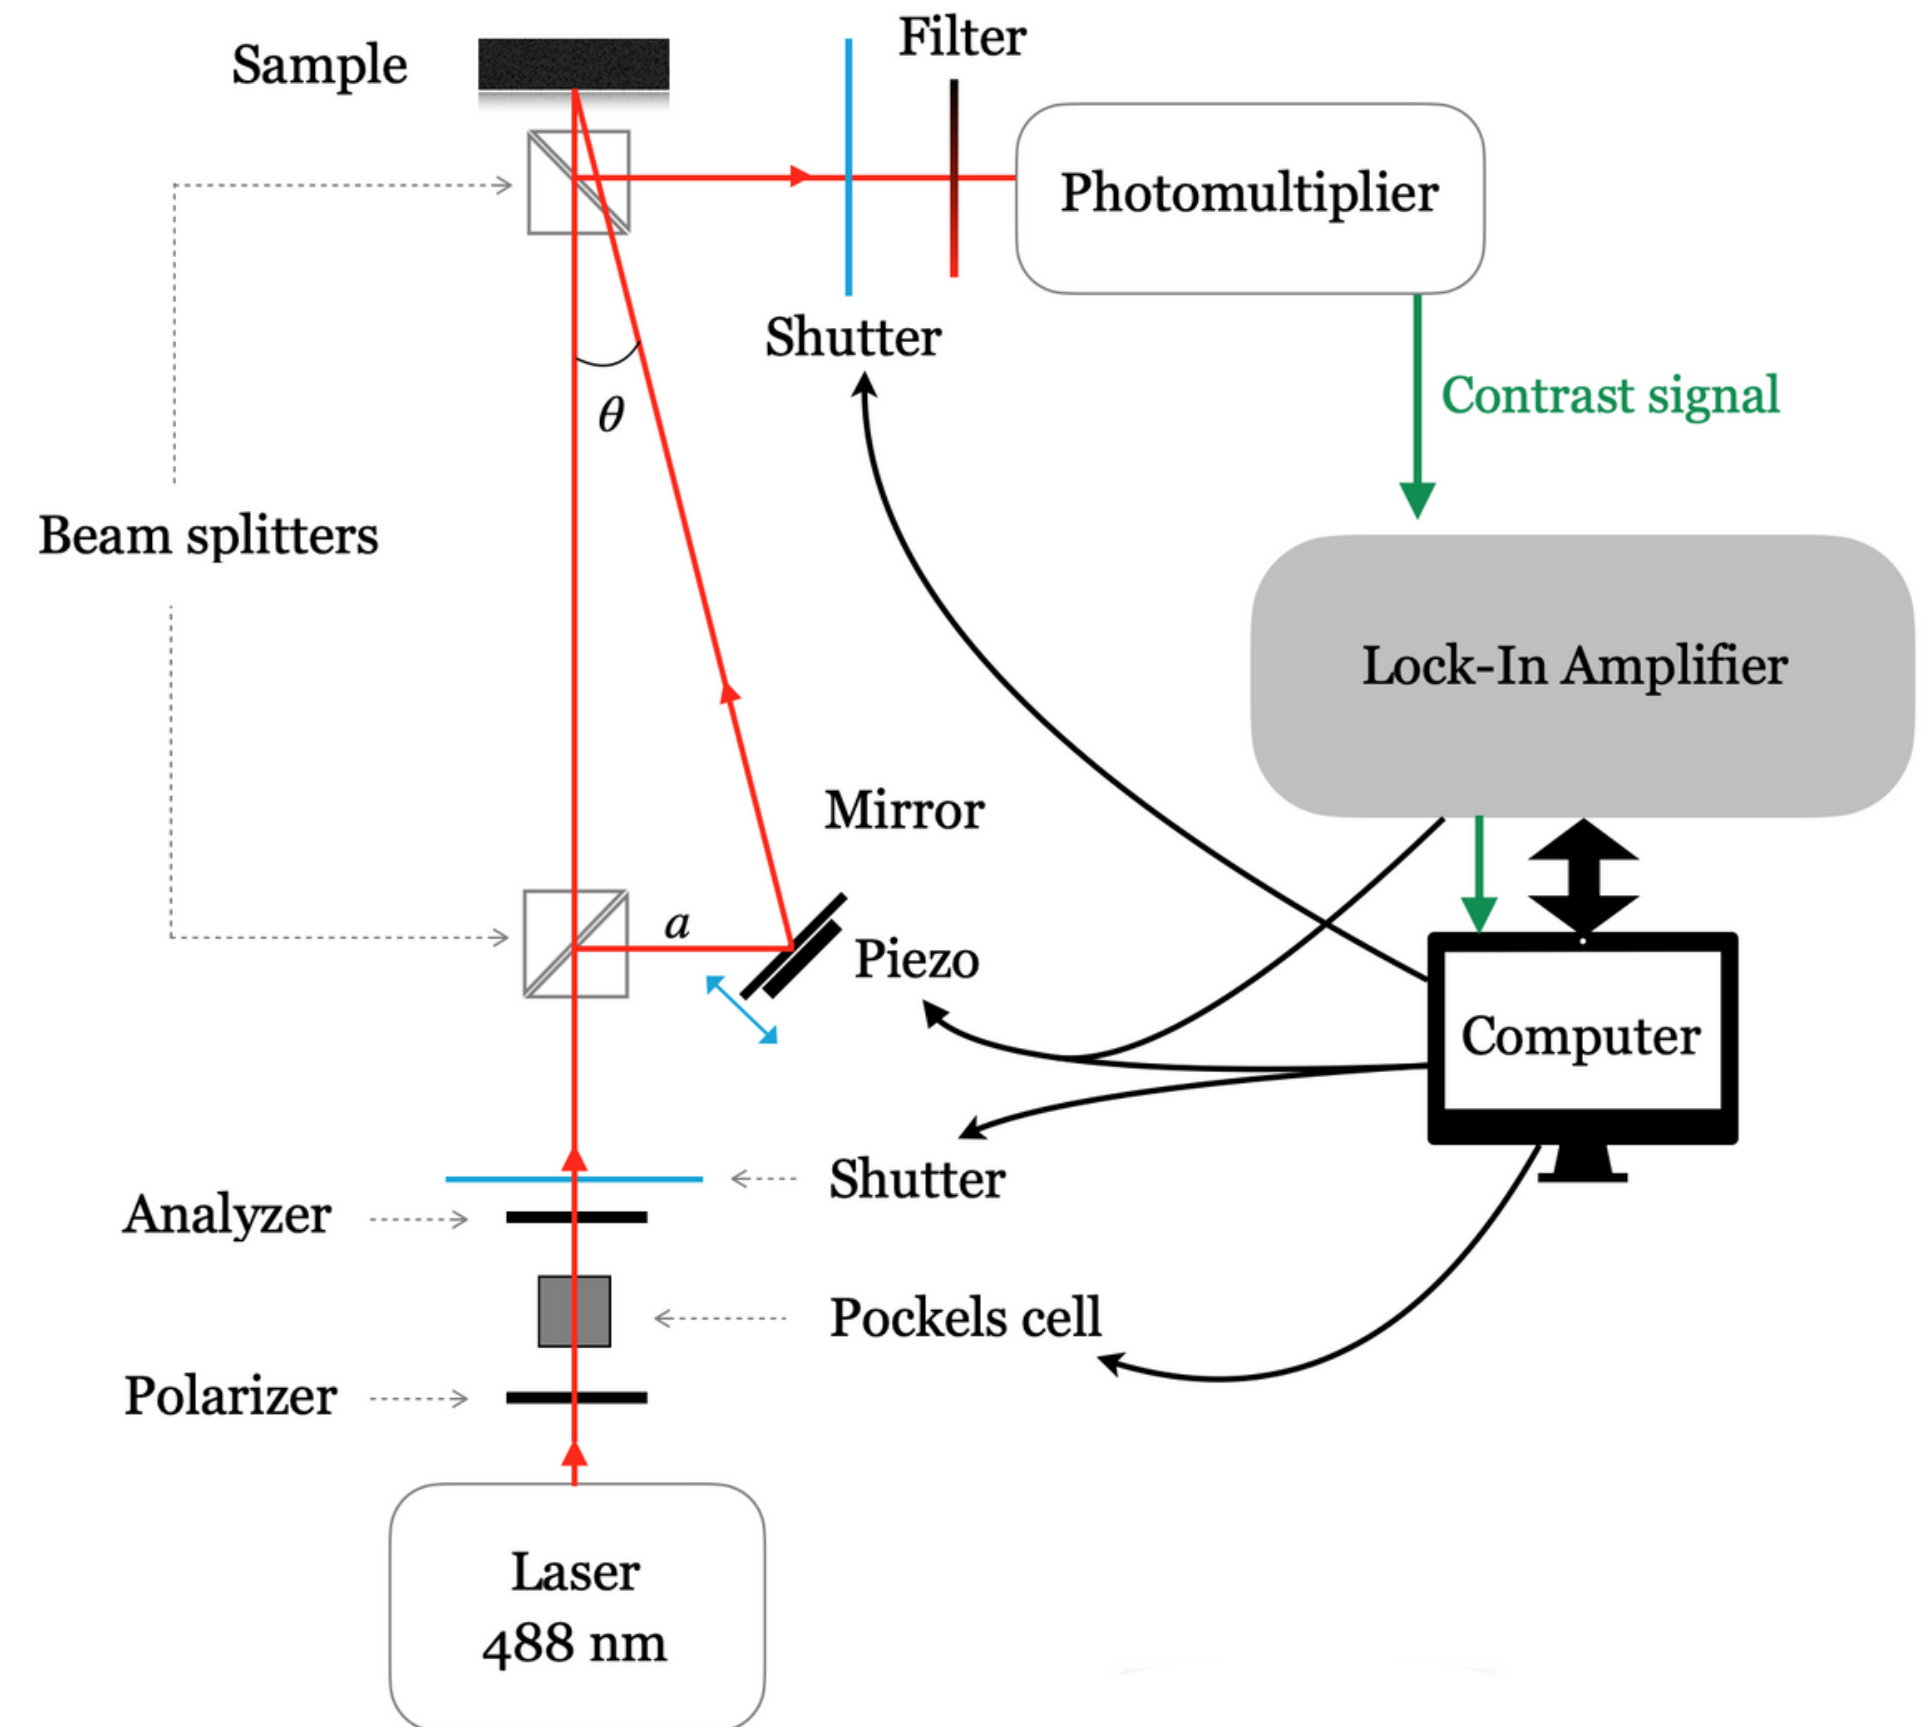 Filter
Sample
Photomultiplier
Shutter
Contrast signal
θ
Beam splitters
Lock-In Amplifier
Mirror
a
Piezo
Computer
Shutter
Analyzer
Pockels cell
Polarizer
Laser
488 nm